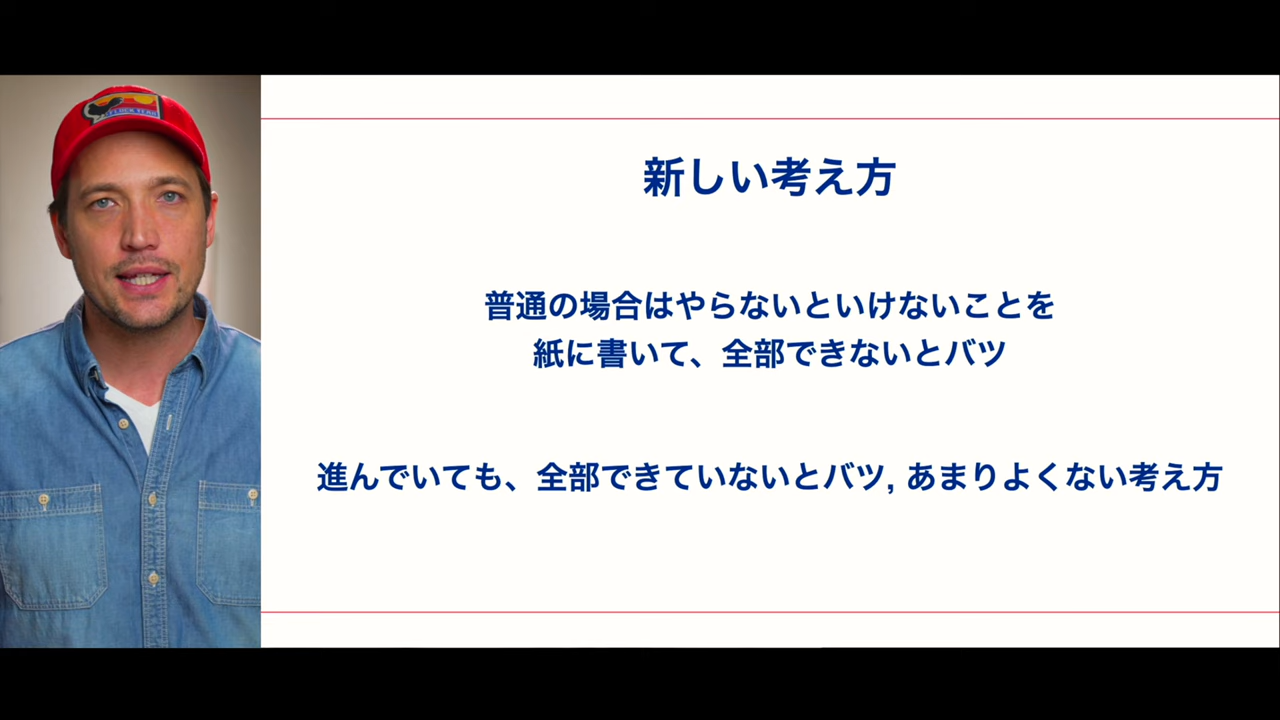 新しい考え方
普通の場合はやらないといけないことを
紙に書いて、全部できないとバツ
進んでいても、全部できていないとバツ, あまりよくない考え方